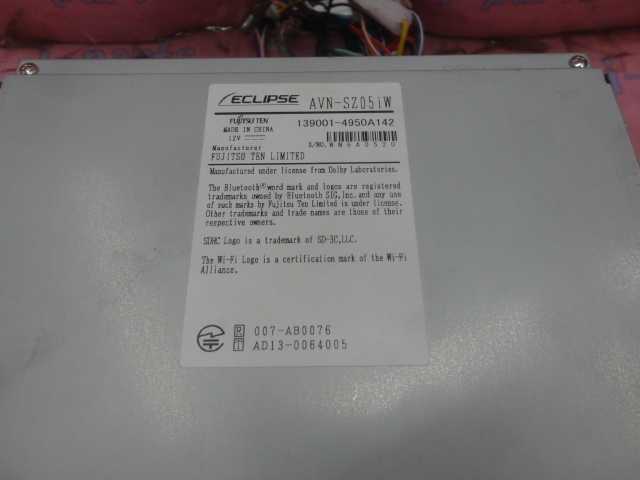 ECLIPSE AVN-SZ05iW
FUJITSU TEN 139001-4950A142
MADE IN CHINA
12V
S/NO. WN6A0520
Manufacturer
FUJITSU TEN LIMITED
Manufactured under license from Dolby Laboratories.
The Bluetooth® word mark and logos are registered
trademarks owned by Bluetooth SIG, Inc. and any use
of such marks by Fujitsu Ten Limited is under license.
Other trademarks and trade names are those of their
respective owners.
SDHC Logo is a trademark of SD-3C, LLC.
The Wi-Fi Logo is a certification mark of the Wi-Fi
Alliance.
R 007-AB0076
T AD13-0064005